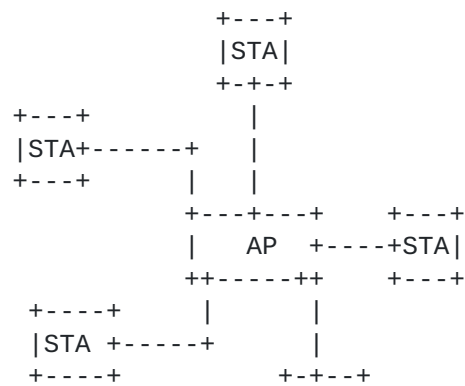 +---+
              |STA|
              +-+-+
+---+           |
|STA+------+    |
+---+       |   |
            +---+---+    +---+
            |   AP  +----+STA|
            ++-----++    +---+
 +----+      |      |
 |STA +-----+       |
 +----+           +-+--+